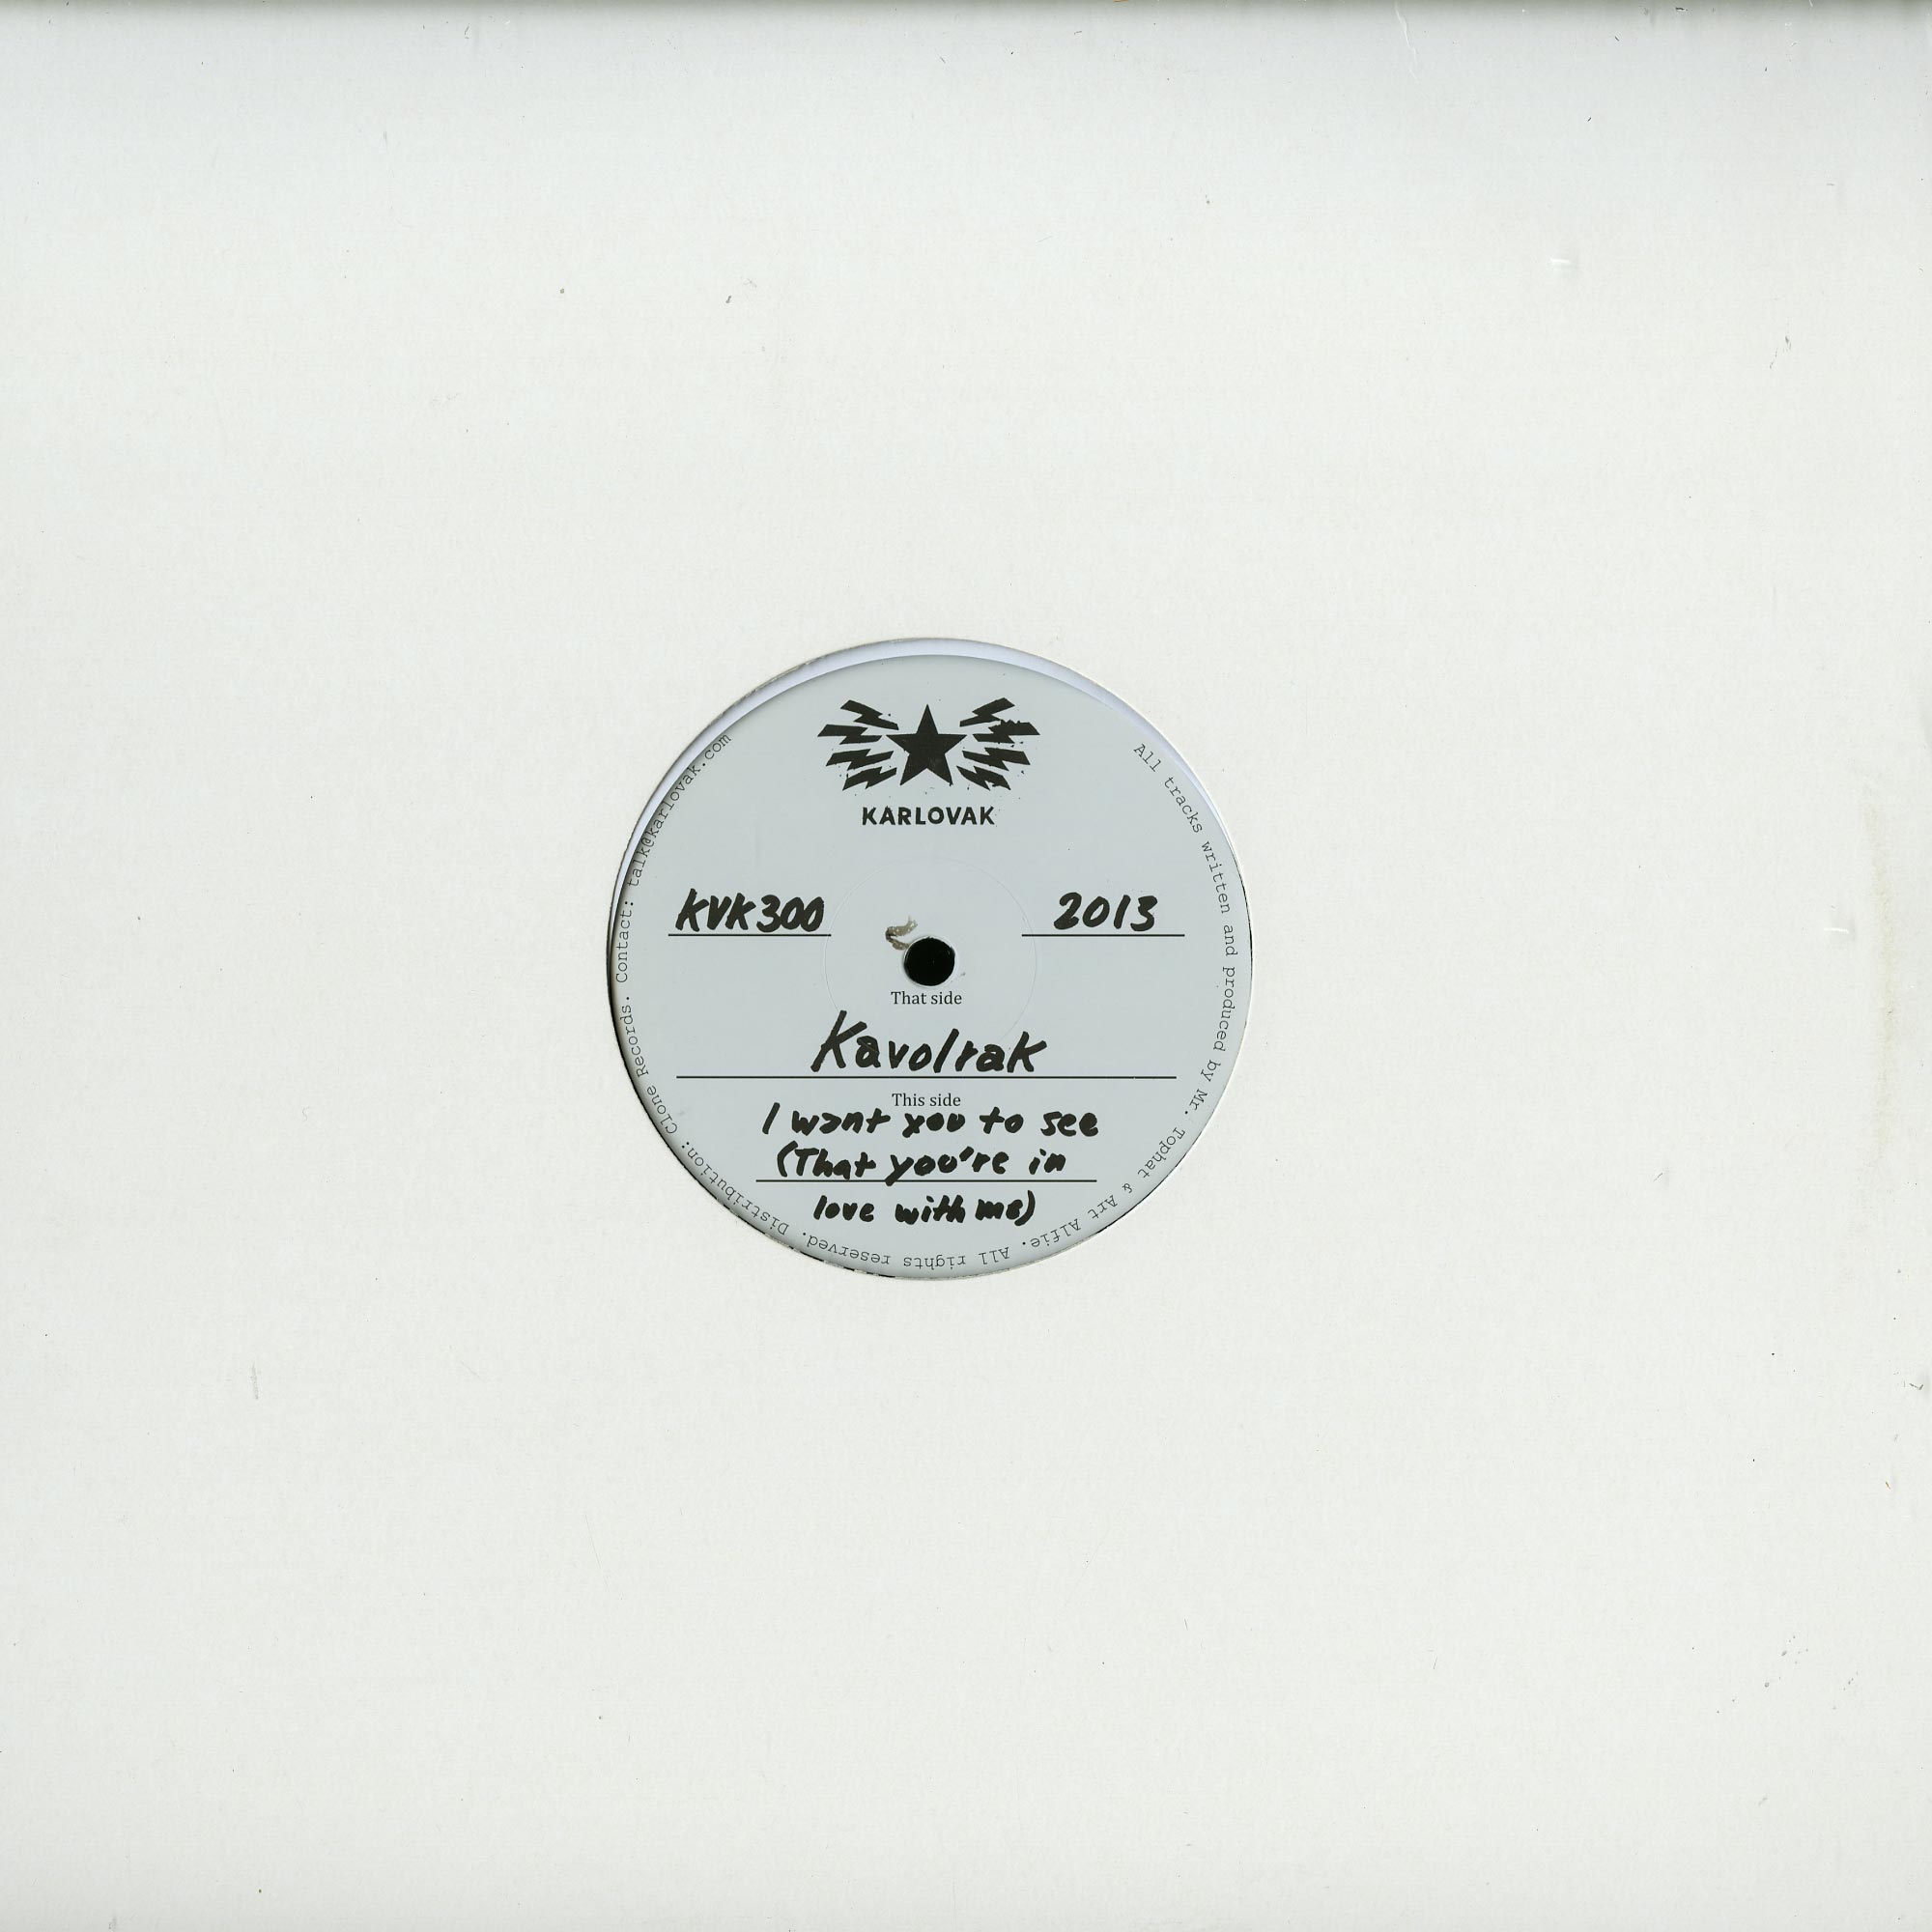 KARLOVAK
KVK300
2013
That side
Kavolrak
This side
I want you to see
(That you're in
love with me)
All tracks written and produced by Mr. Tophat & Art Alfie. All rights reserved. Distribution: Clone Records. Contact: talk@karlovak.com